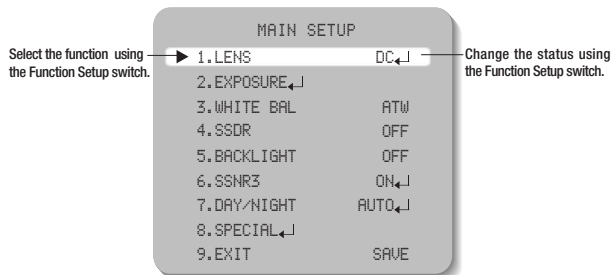 MAIN SETUP
Select the function using
the Function Setup switch.
1.LENS DC↵
Change the status using
the Function Setup switch.
2.EXPOSURE↵
3.WHITE BAL ATW
4.SSDR OFF
5.BACKLIGHT OFF
6.SSNR3 ON↵
7.DAY/NIGHT AUTO↵
8.SPECIAL↵
9.EXIT SAVE